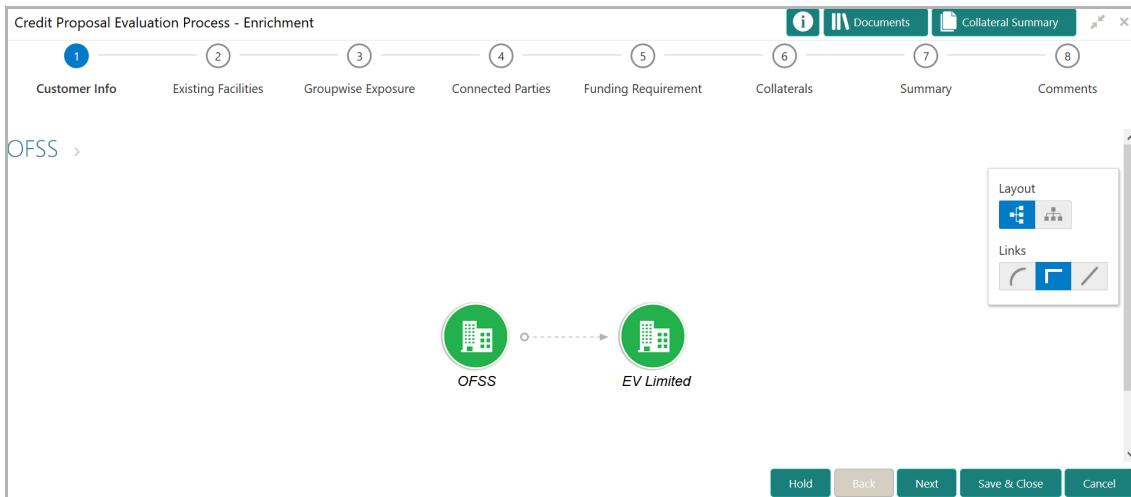 Credit Proposal Evaluation Process - Enrichment
Documents
Collateral Summary
1 2 3 4 5 6 7 8
Customer Info Existing Facilities Groupwise Exposure Connected Parties Funding Requirement Collaterals Summary Comments
OFSS
Layout
Links
OFSS EV Limited
Hold Back Next Save & Close Cancel